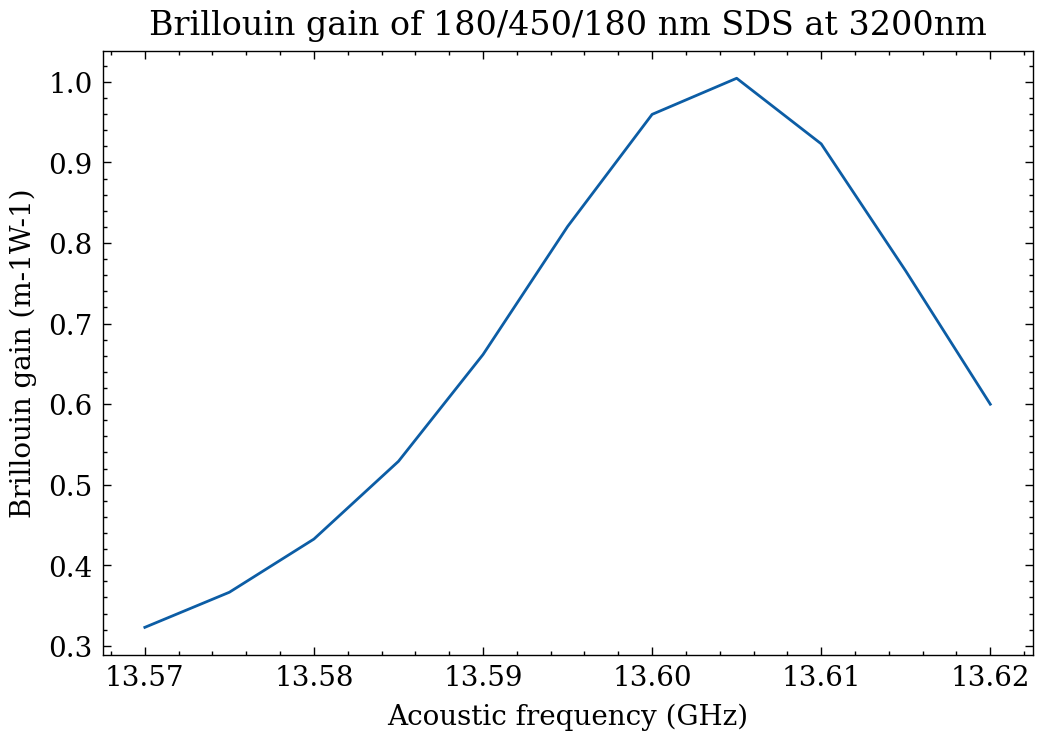 Brillouin gain of 180/450/180 nm SDS at 3200nm
1.0
0.9
0.8
0.7
0.6
0.5
0.4
0.3
Brillouin gain (m-1W-1)
13.57 13.58 13.59 13.60 13.61 13.62
Acoustic frequency (GHz)